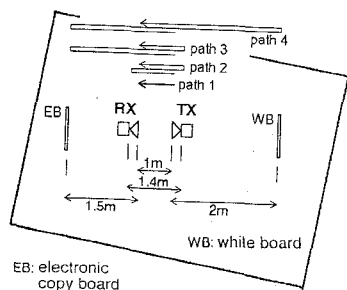 path 4
path 3
path 2
path 1
EB
RX
TX
WB
1m
1.4m
1.5m
2m
WB: white board
EB: electronic
copy board